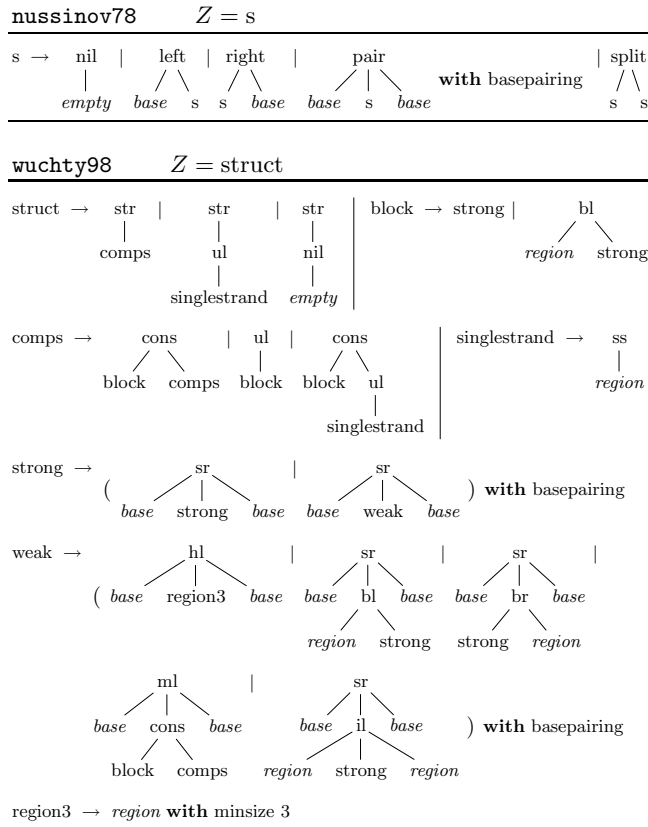 nussinov78 Z = s
s → nil | left | right | pair with basepairing | split
empty base s s base base s base s s
wuchty98 Z = struct
struct → str | str | str block → strong | bl
comps ul nil region strong
singlestrand empty
comps → cons | ul | cons singlestrand → ss
block comps block block ul region
singlestrand
strong → ( sr | sr ) with basepairing
base strong base base weak base
weak → hl | sr | sr |
( base region3 base base bl base base br base
region strong strong region
ml | sr
base cons base base il base ) with basepairing
block comps region strong region
region3 → region with minsize 3